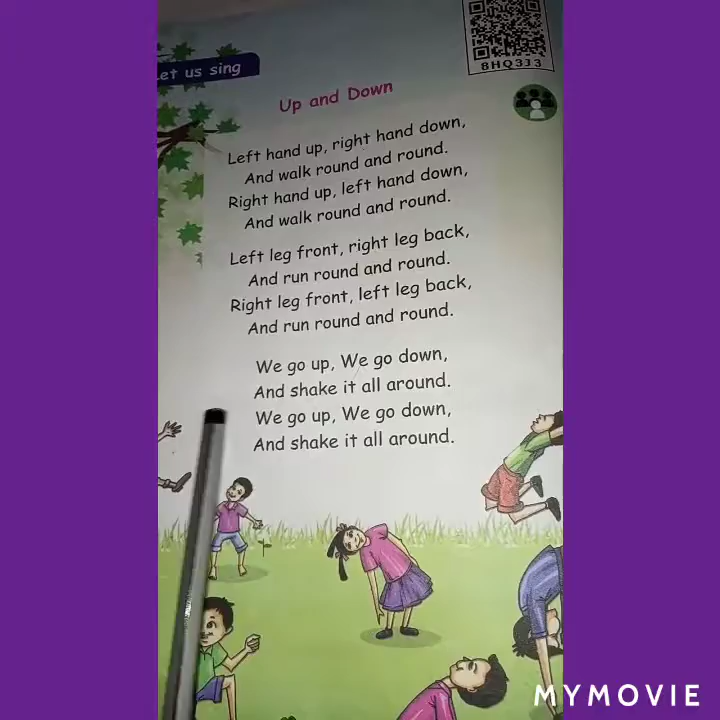 Let us sing
8HQ3J3
Up and Down
Left hand up, right hand down,
And walk round and round.
Right hand up, left hand down,
And walk round and round.
Left leg front, right leg back,
And run round and round.
Right leg front, left leg back,
And run round and round.
We go up, We go down,
And shake it all around.
We go up, We go down,
And shake it all around.
MYMOVIE